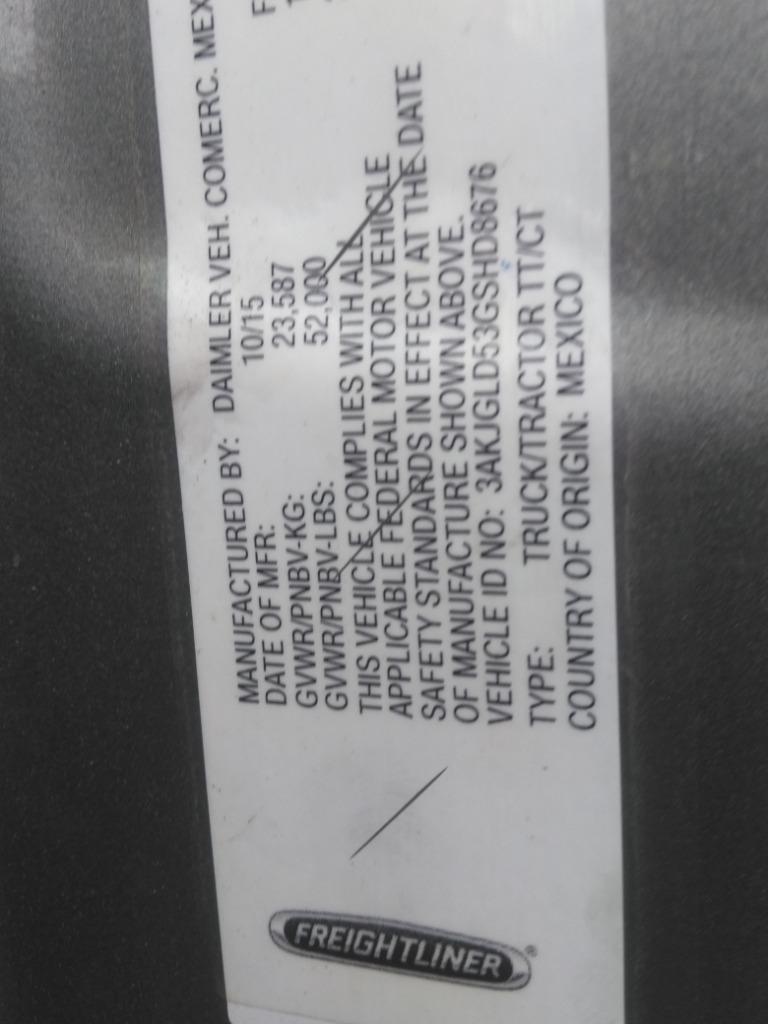 FREIGHTLINER®
MANUFACTURED BY: DAIMLER VEH. COMERC. MEX
DATE OF MFR: 10/15 F
GVWR/PNBV-KG: 23,587
GVWR/PNBV-LBS: 52,000
THIS VEHICLE COMPLIES WITH ALL
APPLICABLE FEDERAL MOTOR VEHICLE
SAFETY STANDARDS IN EFFECT AT THE DATE
OF MANUFACTURE SHOWN ABOVE.
VEHICLE ID NO: 3AKJGLD53GSHD8676
TYPE: TRUCK/TRACTOR TT/CT
COUNTRY OF ORIGIN: MEXICO